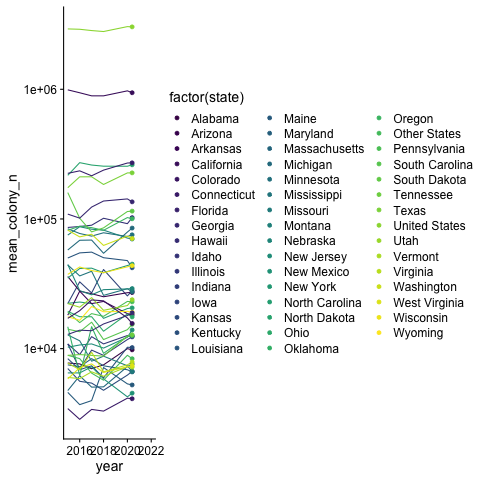 1e+06
1e+05
1e+04
mean_colony_n
2016 2018 2020 2022
year
factor(state)
Alabama
Arizona
Arkansas
California
Colorado
Connecticut
Florida
Georgia
Hawaii
Idaho
Illinois
Indiana
Iowa
Kansas
Kentucky
Louisiana
Maine
Maryland
Massachusetts
Michigan
Minnesota
Mississippi
Missouri
Montana
Nebraska
New Jersey
New Mexico
New York
North Carolina
North Dakota
Ohio
Oklahoma
Oregon
Other States
Pennsylvania
South Carolina
South Dakota
Tennessee
Texas
United States
Utah
Vermont
Virginia
Washington
West Virginia
Wisconsin
Wyoming